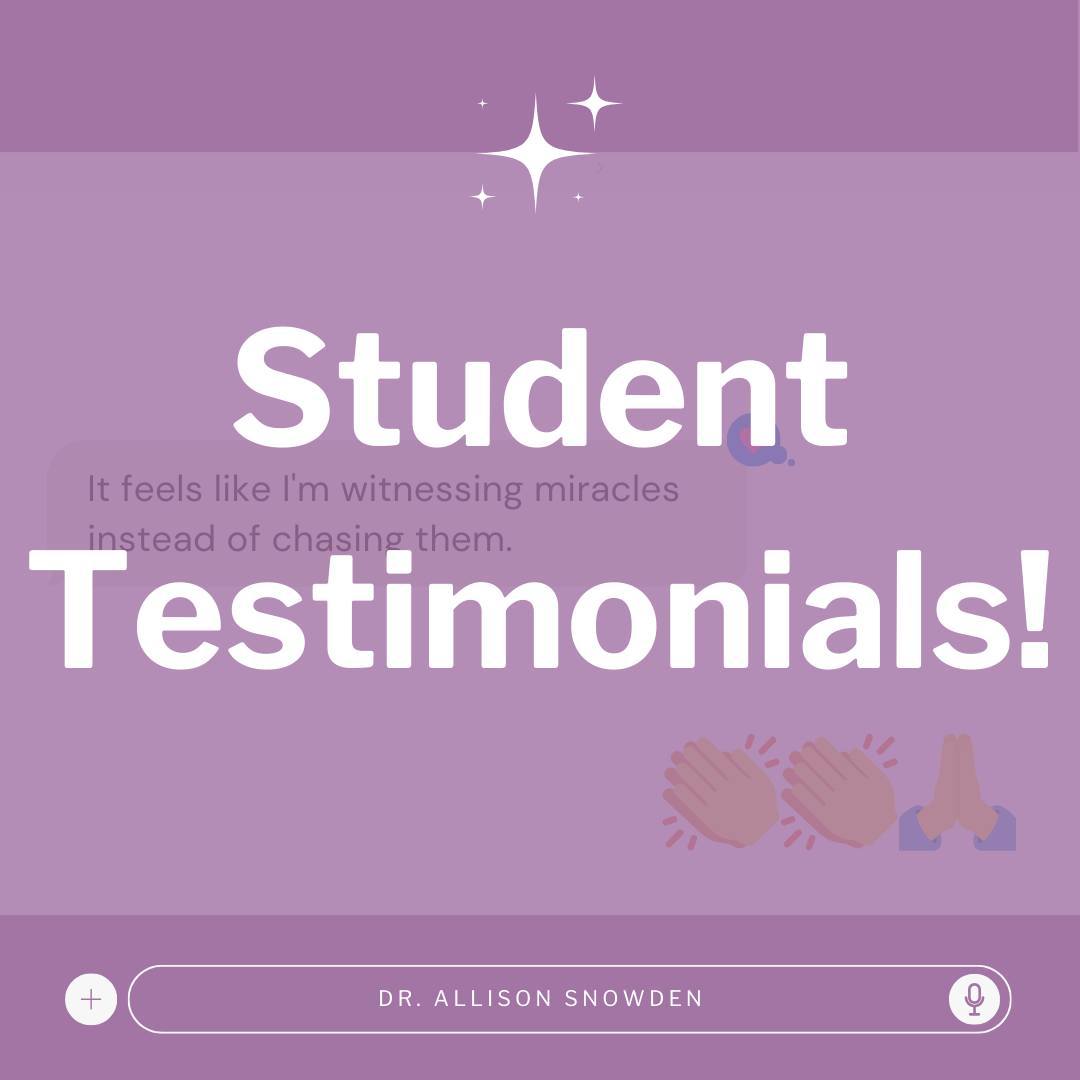 Student
It feels like I'm witnessing miracles
instead of chasing them.
Testimonials!
DR. ALLISON SNOWDEN